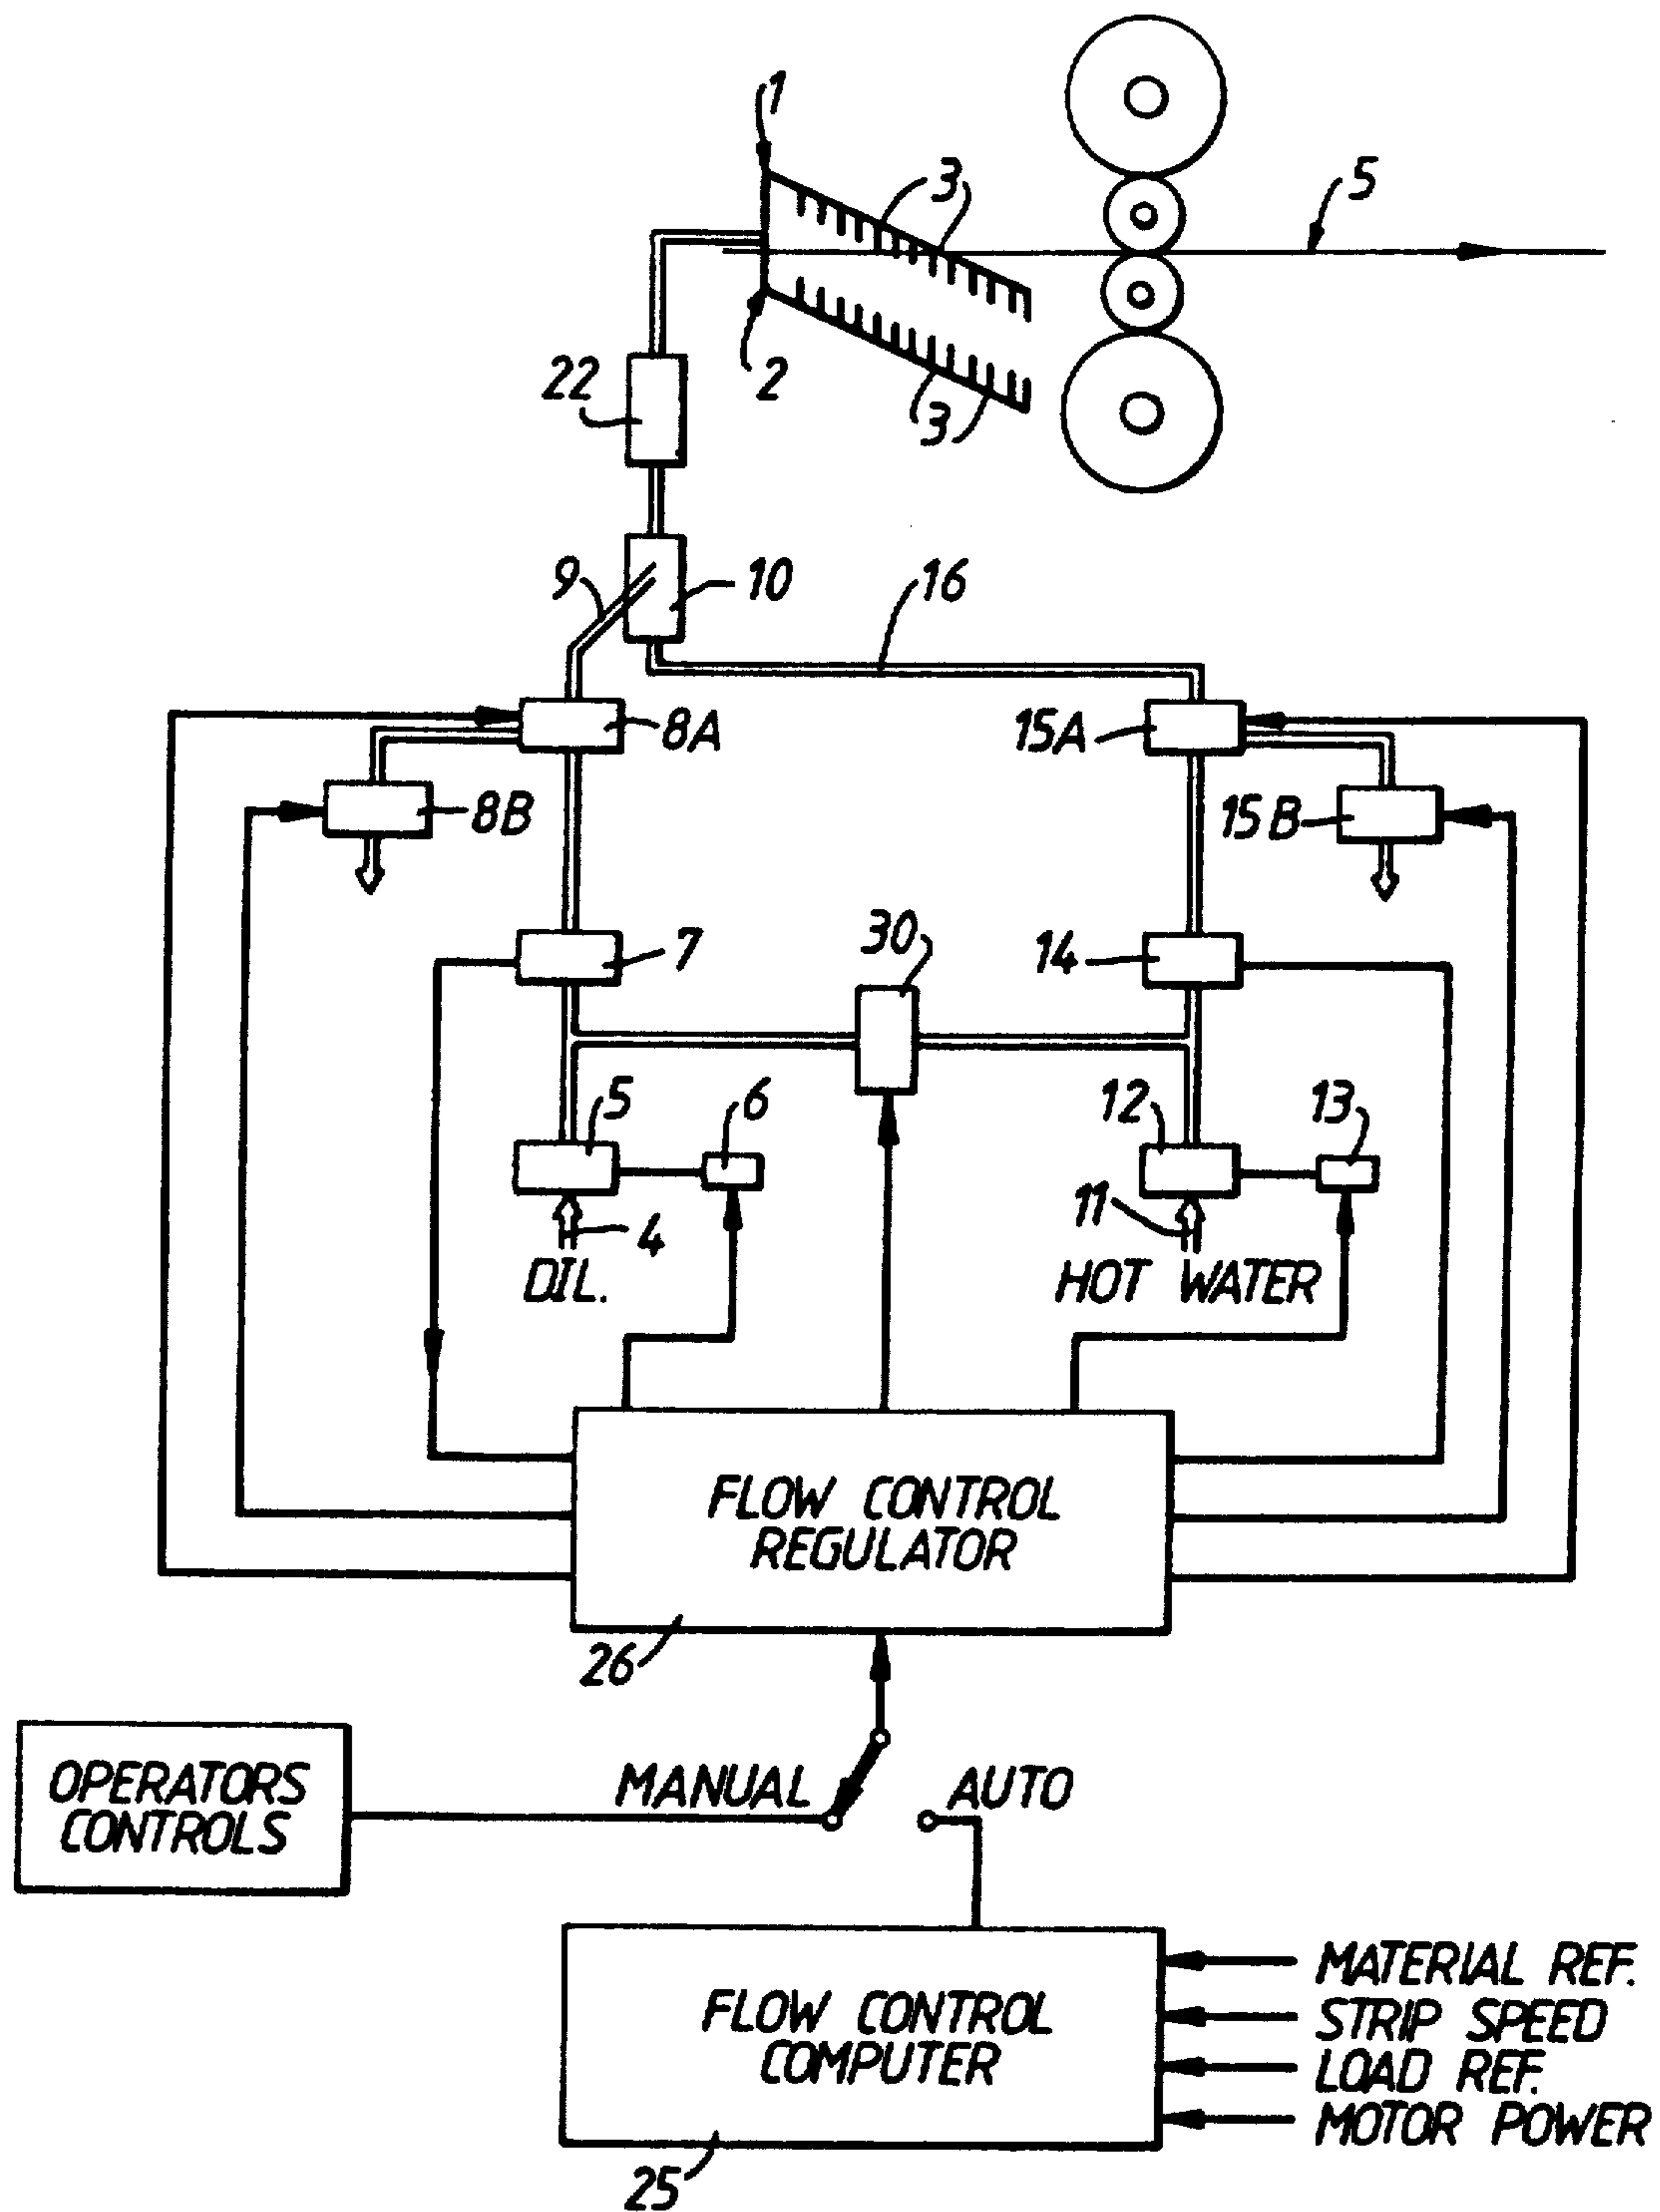 1
3
5
2
3
22
9
10
16
8A
15A
8B
15B
7
30
14
5
6
12
13
4
11
OIL.
HOT WATER
FLOW CONTROL
REGULATOR
26
OPERATORS
CONTROLS
MANUAL
AUTO
FLOW CONTROL
COMPUTER
MATERIAL REF.
STRIP SPEED
LOAD REF.
MOTOR POWER
25